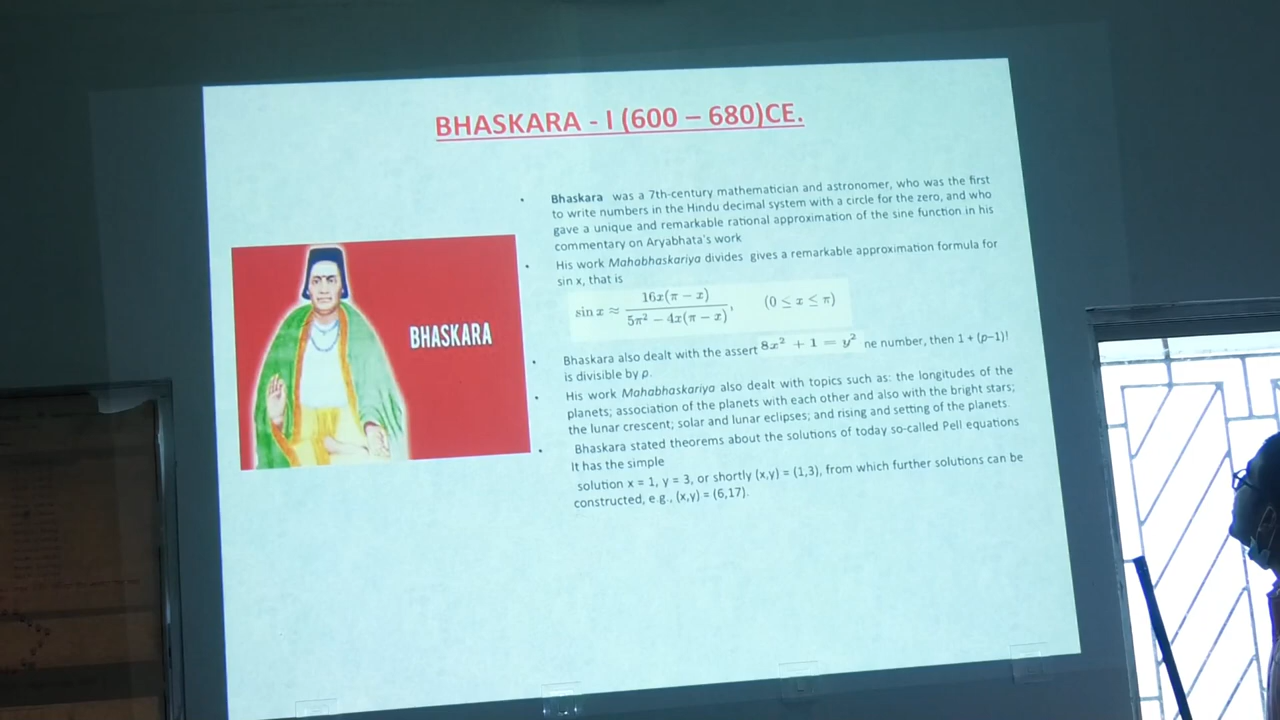 BHASKARA - I (600 – 680)CE.
BHASKARA
• Bhaskara was a 7th-century mathematician and astronomer, who was the first
to write numbers in the Hindu decimal system with a circle for the zero, and who
gave a unique and remarkable rational approximation of the sine function in his
commentary on Aryabhata's work
• His work Mahabhaskariya divides gives a remarkable approximation formula for
sin x, that is
sin x ≈ 16x(π − x) / 5π² − 4x(π − x), (0 ≤ x ≤ π)
• Bhaskara also dealt with the assert 8x² + 1 = y² ne number, then 1 + (p–1)!
is divisible by p.
• His work Mahabhaskariya also dealt with topics such as: the longitudes of the
planets; association of the planets with each other and also with the bright stars;
the lunar crescent; solar and lunar eclipses; and rising and setting of the planets.
• Bhaskara stated theorems about the solutions of today so-called Pell equations
It has the simple
solution x = 1, y = 3, or shortly (x,y) = (1,3), from which further solutions can be
constructed, e.g., (x,y) = (6,17).